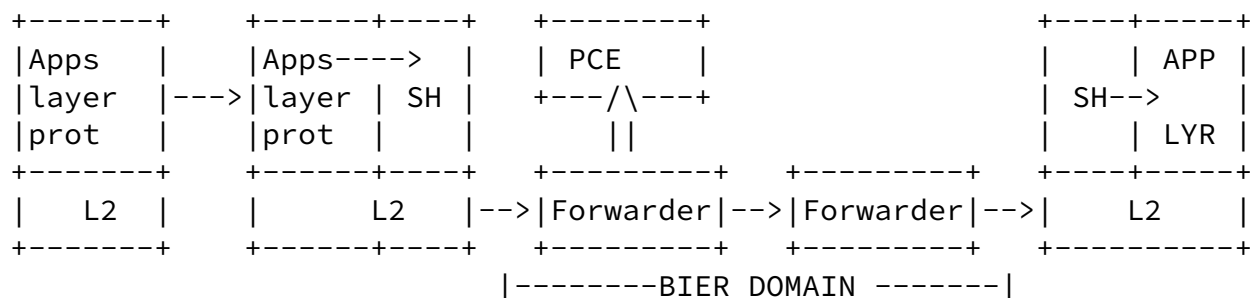 +-------+    +------+----+   +--------+                     +----+-----+
|Apps   |    |Apps---->  |   | PCE    |                     |    | APP |
|layer  |--->|layer | SH |   +---/\---+                     | SH-->    |
|prot   |    |prot  |    |       ||                         |    | LYR |
+-------+    +------+----+   +---------+   +---------+      +----+-----+
|   L2  |    |      L2   |-->|Forwarder|-->|Forwarder|-->|    L2    |
+-------+    +------+----+   +---------+   +---------+   +----------+
|--------BIER DOMAIN -------|